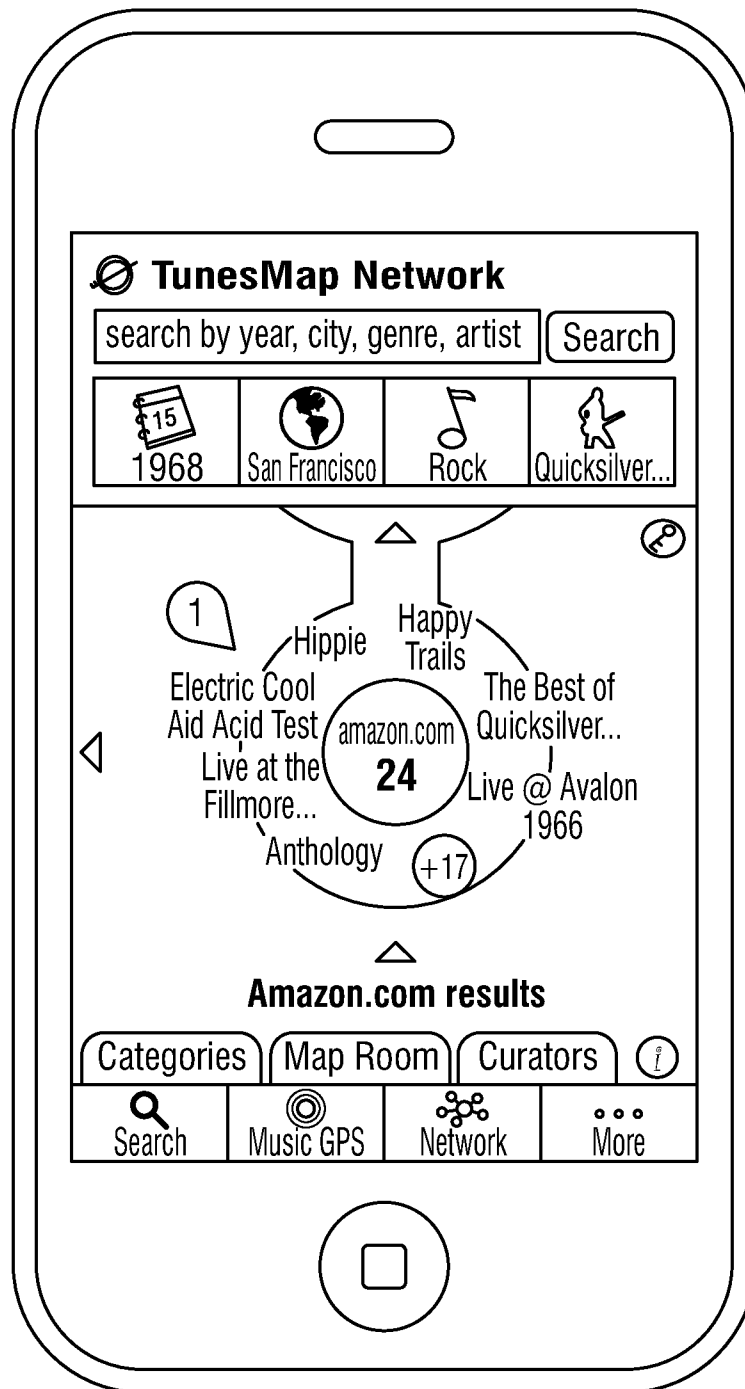 TunesMap Network
search by year, city, genre, artist
Search
15
1968
San Francisco
Rock
Quicksilver...
1
Hippie
Happy
Trails
Electric Cool
Aid Acid Test
The Best of
Quicksilver...
amazon.com
24
Live at the
Fillmore...
Live @ Avalon
1966
Anthology
+17
Amazon.com results
Categories
Map Room
Curators
i
Search
Music GPS
Network
More